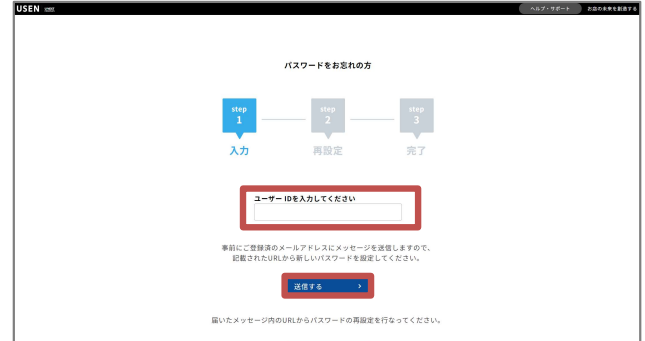 USEN
ヘルプ・サポート
お店の未来を創造する
パスワードをお忘れの方
step
1
step
2
step
3
入力
再設定
完了
ユーザー IDを入力してください
事前にご登録済のメールアドレスにメッセージを送信しますので、
記載されたURLから新しいパスワードを設定してください。
送信する
届いたメッセージ内のURLからパスワードの再設定を行なってください。